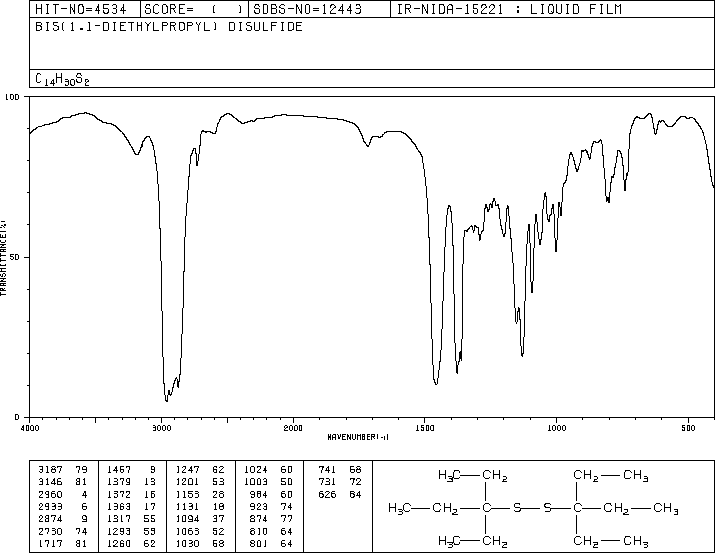 HIT-NO=4534 SCORE= ( ) SDBS-NO=12443 IR-NIDA-15221 : LIQUID FILM
BIS(1,1-DIETHYLPROPYL) DISULFIDE
C14H30S2
100
50
0
TRANSMITTANCE(%)
4000 3000 2000 1500 1000 500
WAVENUMBER(-1)
3187 79 1457 9 1247 62 1024 60 741 68
3146 81 1379 13 1201 53 1003 50 731 72
2960 4 1372 16 1153 28 984 60 626 84
2933 6 1363 17 1131 18 923 74
2874 9 1317 55 1094 37 874 77
2730 74 1293 53 1063 52 810 64
1717 81 1260 62 1030 58 801 64
H3C—CH2 CH2—CH3
H3C—CH2—C—S—S—C—CH2—CH3
H3C—CH2 CH2—CH3